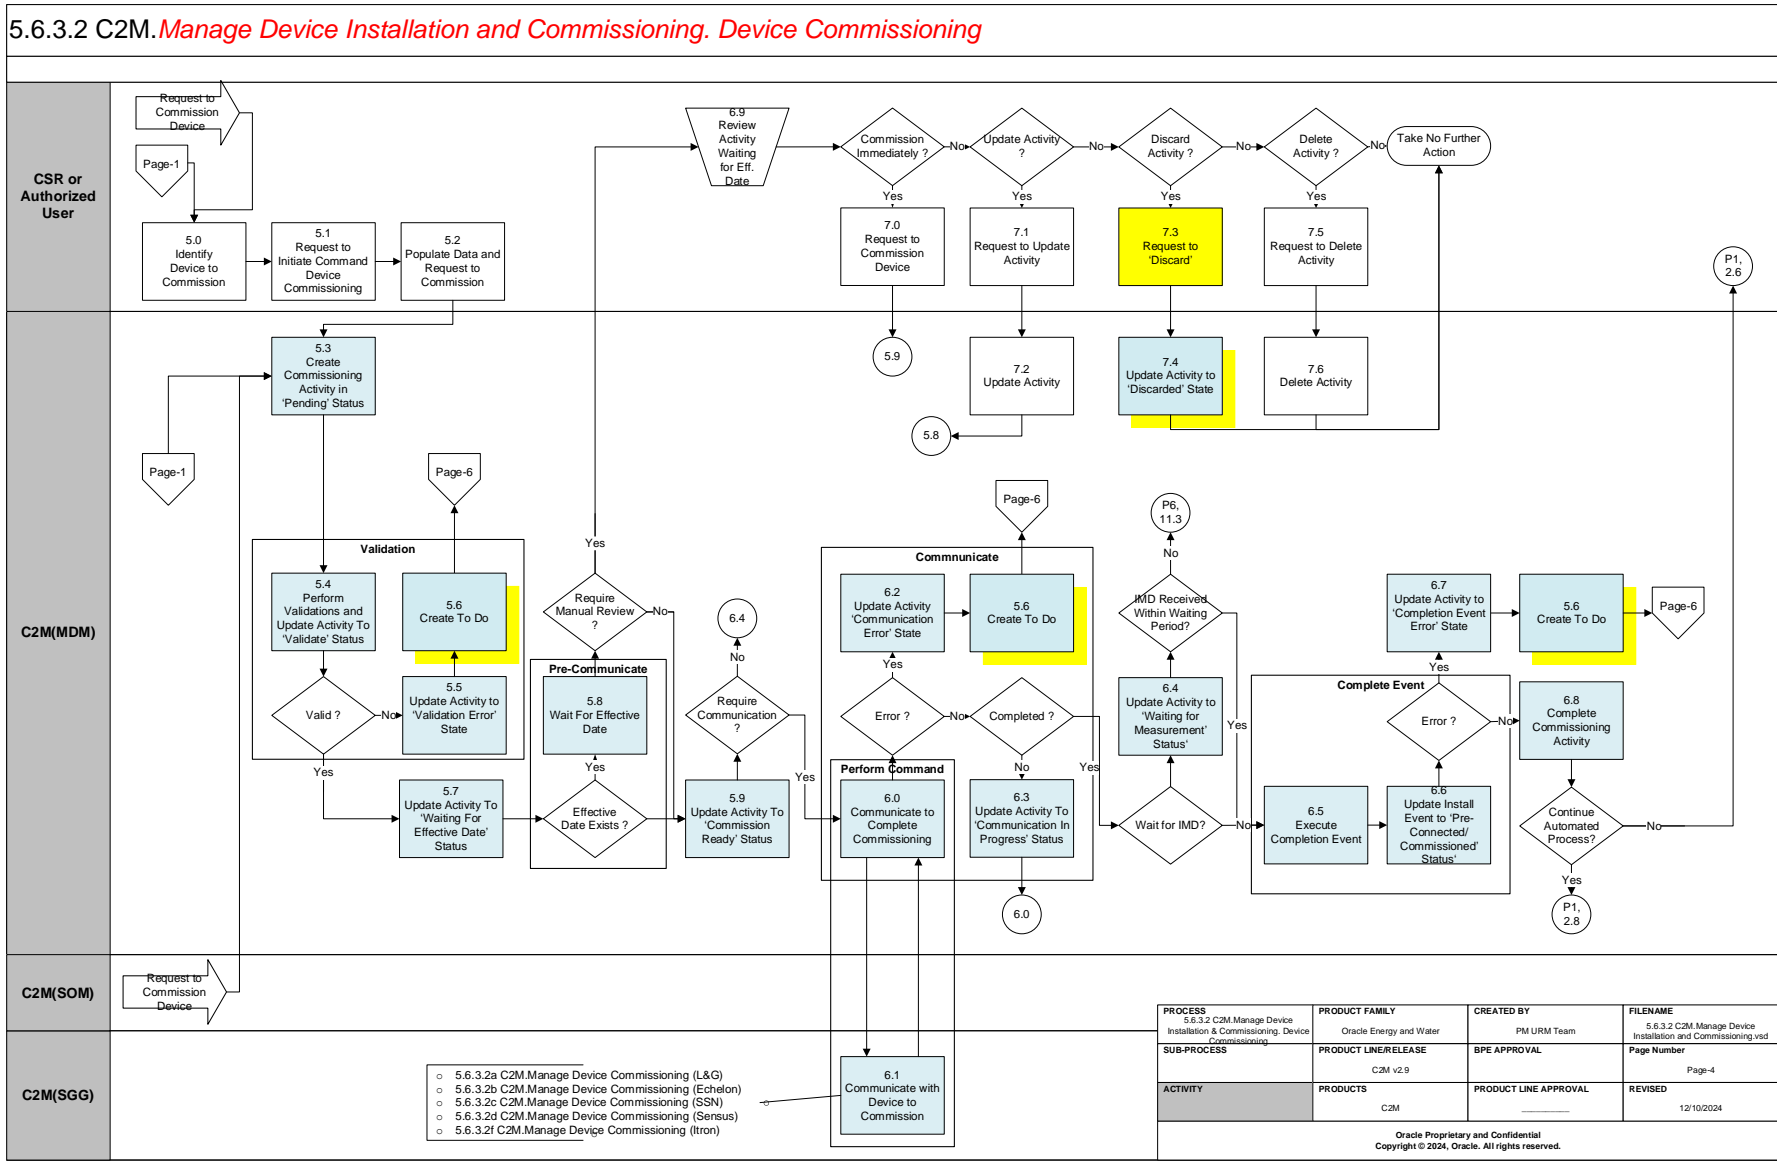 5.6.3.2 C2M.Manage Device Installation and Commissioning. Device Commissioning
CSR or
Authorized
User
Request to
Commission
Device
Page-1
5.0
Identify
Device to
Commission
5.1
Request to
Initiate Command
Device
Commissioning
5.2
Populate Data and
Request to
Commission
6.9
Review
Activity
Waiting
for Eff.
Date
Commission
Immediately ?
No
Update Activity
?
No
Discard
Activity ?
No
Delete
Activity ?
No
Take No Further
Action
Yes
Yes
Yes
Yes
7.0
Request to
Commission
Device
7.1
Request to Update
Activity
7.3
Request to
‘Discard’
7.5
Request to Delete
Activity
P1,
2.6
C2M(MDM)
5.3
Create
Commissioning
Activity in
‘Pending’ Status
5.9
7.2
Update Activity
7.4
Update Activity to
‘Discarded’ State
7.6
Delete Activity
5.8
Page-1
Page-6
Validation
5.4
Perform
Validations and
Update Activity To
‘Validate’ Status
5.6
Create To Do
Valid ?
No
5.5
Update Activity to
‘Validation Error’
State
Yes
5.7
Update Activity To
‘Waiting For
Effective Date’
Status
Yes
Require
Manual Review
?
No
Pre-Communicate
5.8
Wait For Effective
Date
Yes
Effective
Date Exists ?
6.4
No
Require
Communication
?
Yes
5.9
Update Activity To
‘Commission
Ready’ Status
Page-6
Commnunicate
6.2
Update Activity
‘Communication
Error’ State
5.6
Create To Do
Yes
Error ?
No
Completed ?
Yes
No
Perform Command
6.0
Communicate to
Complete
Commissioning
6.3
Update Activity To
‘Communication In
Progress’ Status
6.0
P6,
11.3
No
IMD Received
Within Waiting
Period?
Yes
6.4
Update Activity to
‘Waiting for
Measurement’
Status‘
Wait for IMD?
No
Complete Event
6.5
Execute
Completion Event
6.6
Update Install
Event to ‘Pre-
Connected/
Commissioned’
Status‘
Error ?
No
Yes
6.7
Update Activity to
‘Completion Event
Error’ State
5.6
Create To Do
Page-6
6.8
Complete
Commissioning
Activity
Continue
Automated
Process?
No
Yes
P1,
2.8
C2M(SOM)
Request to
Commission
Device
C2M(SGG)
5.6.3.2a C2M.Manage Device Commissioning (L&G)
5.6.3.2b C2M.Manage Device Commissioning (Echelon)
5.6.3.2c C2M.Manage Device Commissioning (SSN)
5.6.3.2d C2M.Manage Device Commissioning (Sensus)
5.6.3.2f C2M.Manage Device Commissioning (Itron)
6.1
Communicate with
Device to
Commission
PROCESS
5.6.3.2 C2M.Manage Device
Installation & Commissioning. Device
Commissioning
PRODUCT FAMILY
Oracle Energy and Water
CREATED BY
PM URM Team
FILENAME
5.6.3.2 C2M.Manage Device
Installation and Commissioning.vsd
SUB-PROCESS
PRODUCT LINE/RELEASE
C2M v2.9
BPE APPROVAL
Page Number
Page-4
ACTIVITY
PRODUCTS
C2M
PRODUCT LINE APPROVAL
REVISED
12/10/2024
Oracle Proprietary and Confidential
Copyright © 2024, Oracle. All rights reserved.